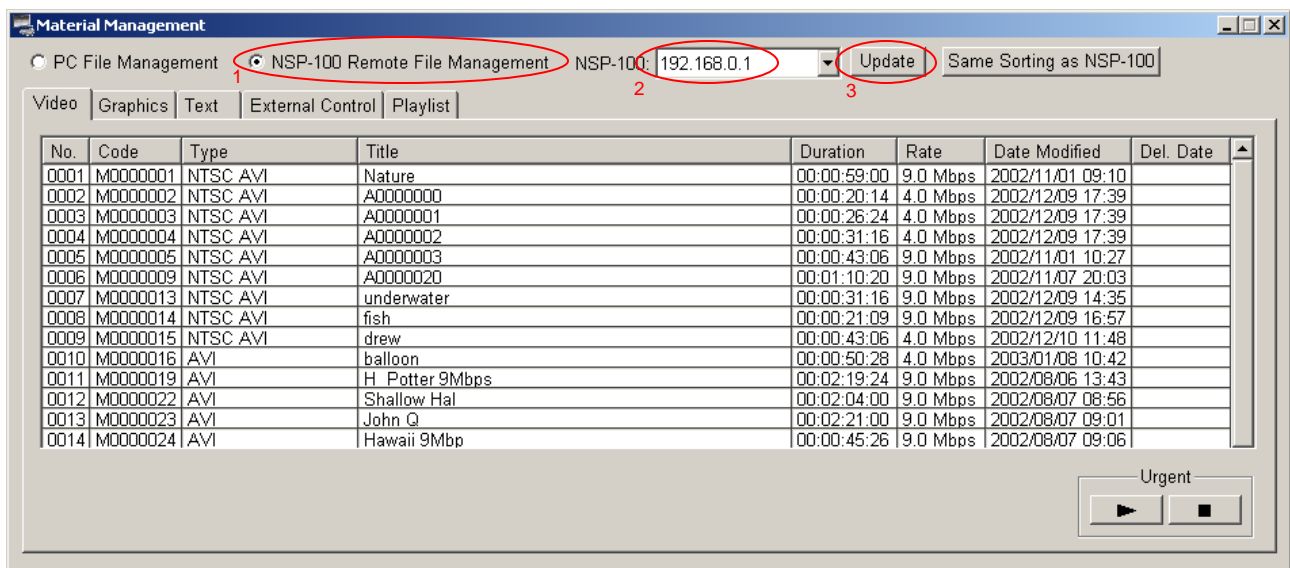 Material Management
PC File Management NSP-100 Remote File Management NSP-100: 192.168.0.1 Update Same Sorting as NSP-100
1 2 3
Video Graphics Text External Control Playlist
No. Code Type Title Duration Rate Date Modified Del. Date
0001 M0000001 NTSC AVI Nature 00:00:59:00 9.0 Mbps 2002/11/01 09:10
0002 M0000002 NTSC AVI A0000000 00:00:20:14 4.0 Mbps 2002/12/09 17:39
0003 M0000003 NTSC AVI A0000001 00:00:26:24 4.0 Mbps 2002/12/09 17:39
0004 M0000004 NTSC AVI A0000002 00:00:31:16 4.0 Mbps 2002/12/09 17:39
0005 M0000005 NTSC AVI A0000003 00:00:43:06 9.0 Mbps 2002/11/01 10:27
0006 M0000009 NTSC AVI A0000020 00:01:10:20 9.0 Mbps 2002/11/07 20:03
0007 M0000013 NTSC AVI underwater 00:00:31:16 9.0 Mbps 2002/12/09 14:35
0008 M0000014 NTSC AVI fish 00:00:21:09 9.0 Mbps 2002/12/09 16:57
0009 M0000015 NTSC AVI drew 00:00:43:06 4.0 Mbps 2002/12/10 11:48
0010 M0000016 AVI balloon 00:00:50:28 4.0 Mbps 2003/01/08 10:42
0011 M0000019 AVI H Potter 9Mbps 00:02:19:24 9.0 Mbps 2002/08/06 13:43
0012 M0000022 AVI Shallow Hal 00:02:04:00 9.0 Mbps 2002/08/07 08:56
0013 M0000023 AVI John Q 00:02:21:00 9.0 Mbps 2002/08/07 09:01
0014 M0000024 AVI Hawaii 9Mbp 00:00:45:26 9.0 Mbps 2002/08/07 09:06
Urgent